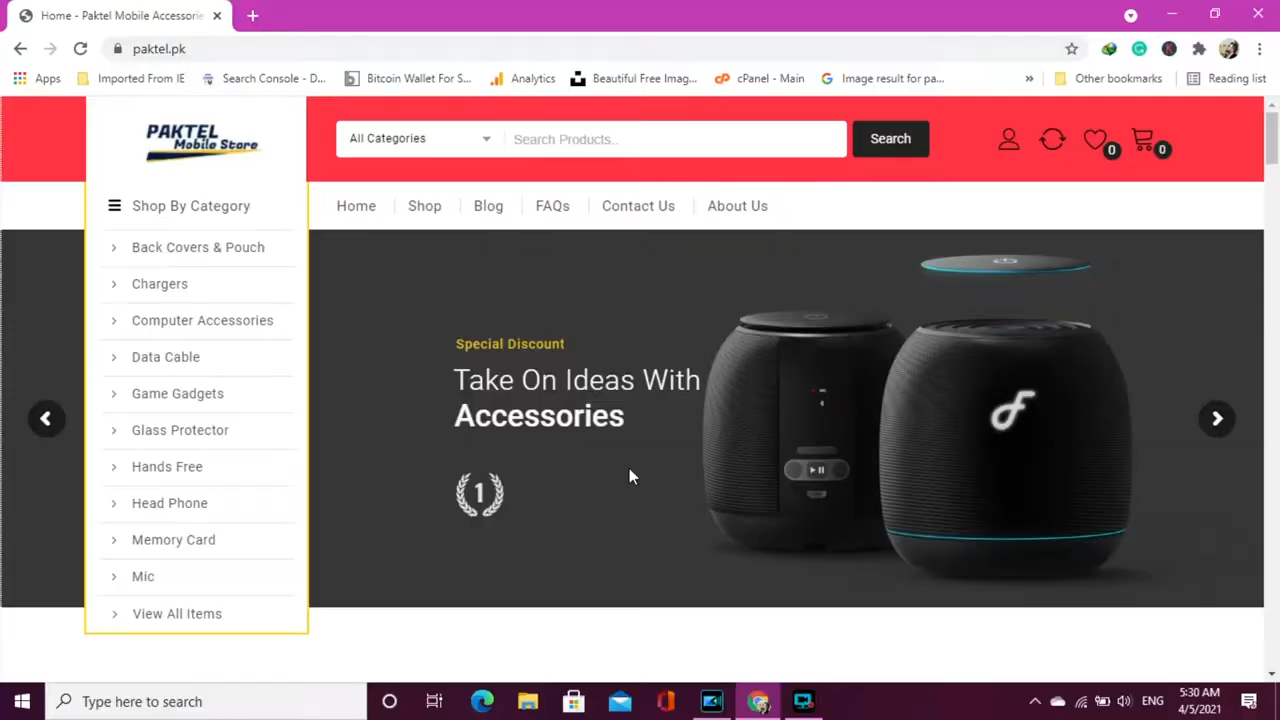 Home - Paktel Mobile Accessorie
paktel.pk
Apps
Imported From IE
Search Console - D...
Bitcoin Wallet For S...
Analytics
Beautiful Free Imag...
cPanel - Main
Image result for pa...
»
Other bookmarks
Reading list
PAKTEL
Mobile Store
All Categories
Search Products..
Search
0
0
Shop By Category
Home
Shop
Blog
FAQs
Contact Us
About Us
Back Covers & Pouch
Chargers
Computer Accessories
Data Cable
Game Gadgets
Glass Protector
Hands Free
Head Phone
Memory Card
Mic
View All Items
Special Discount
Take On Ideas With
Accessories
1
Type here to search
ENG
5:30 AM
4/5/2021